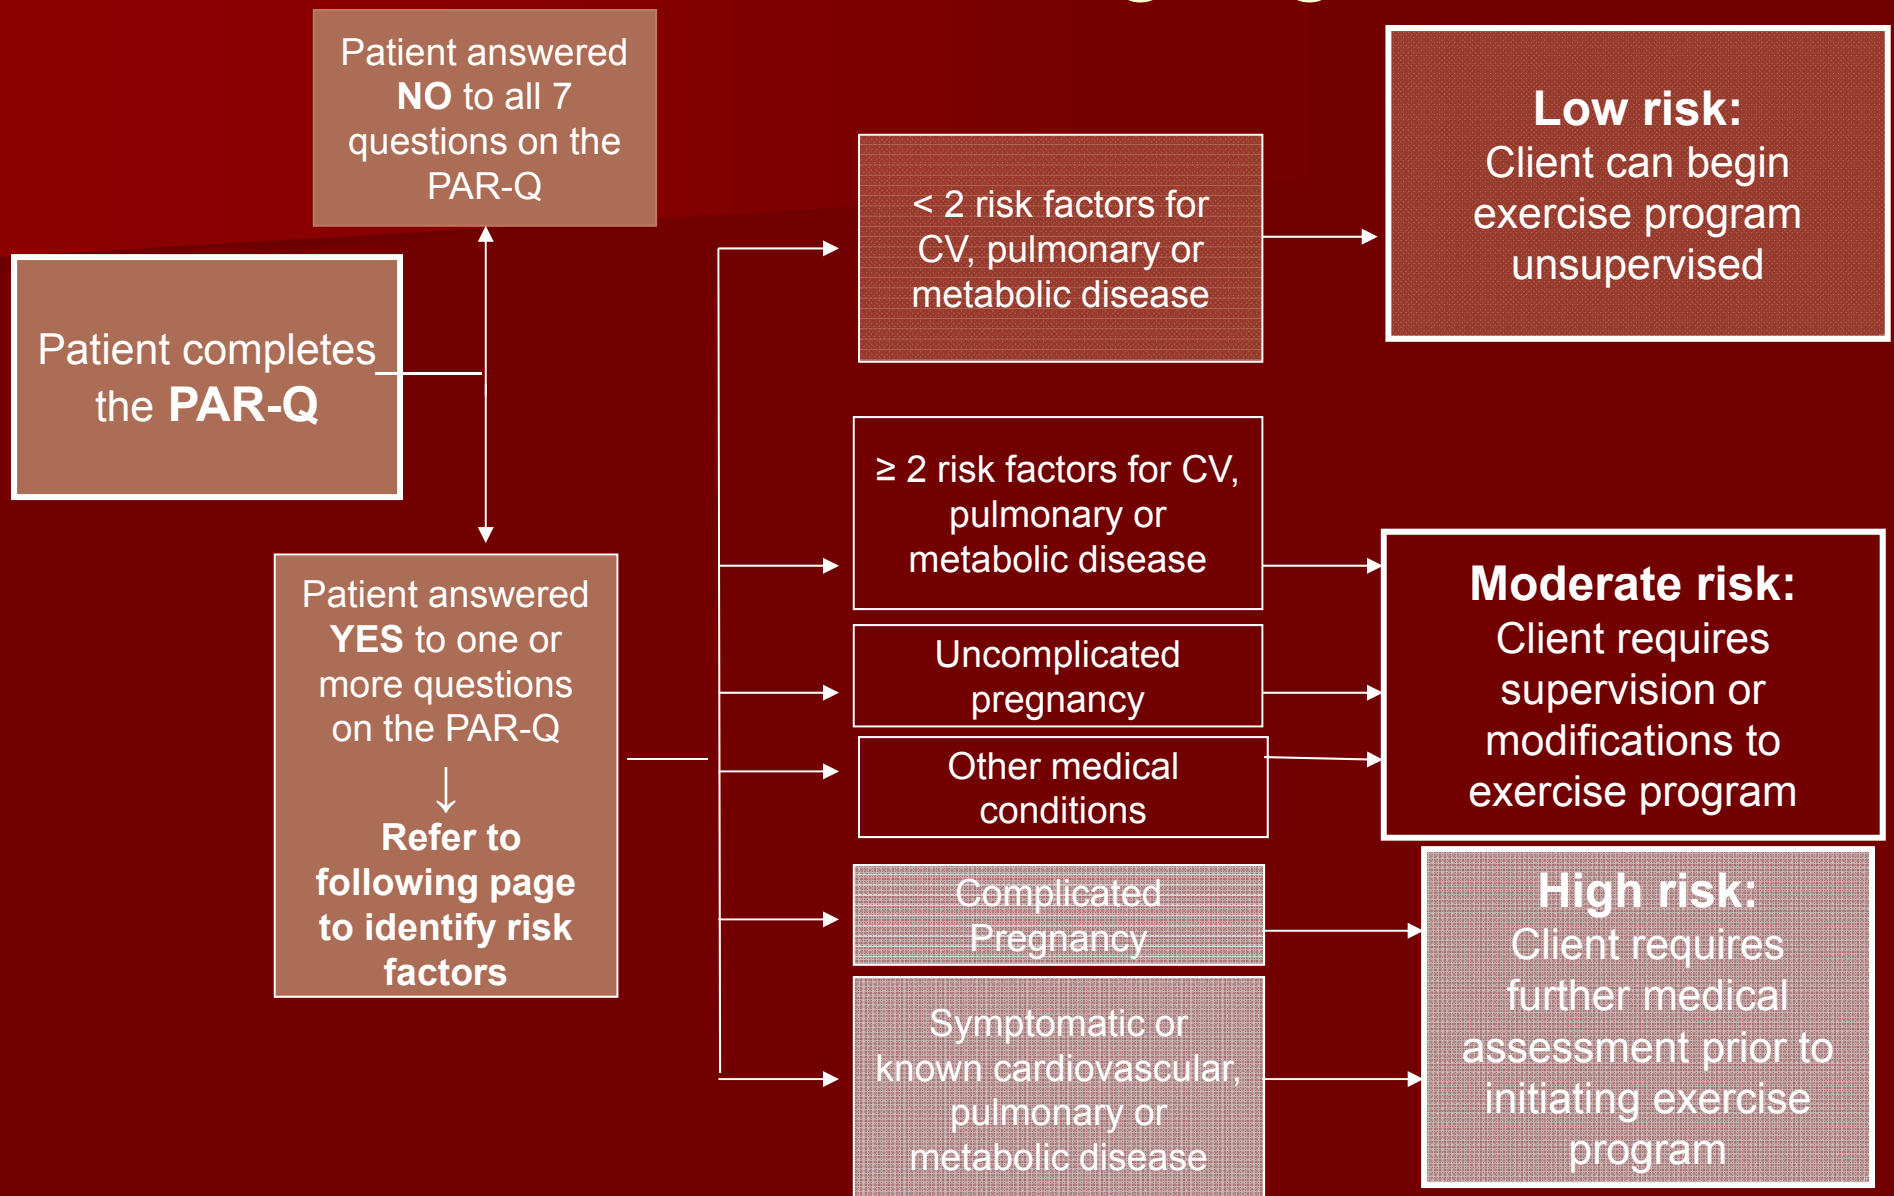 Patient answered
NO to all 7
questions on the
PAR-Q
Patient completes
the PAR-Q
Patient answered
YES to one or
more questions
on the PAR-Q
↓
Refer to
following page
to identify risk
factors
< 2 risk factors for
CV, pulmonary or
metabolic disease
≥ 2 risk factors for CV,
pulmonary or
metabolic disease
Uncomplicated
pregnancy
Other medical
conditions
Complicated
Pregnancy
Symptomatic or
known cardiovascular,
pulmonary or
metabolic disease
Low risk:
Client can begin
exercise program
unsupervised
Moderate risk:
Client requires
supervision or
modifications to
exercise program
High risk:
Client requires
further medical
assessment prior to
initiating exercise
program